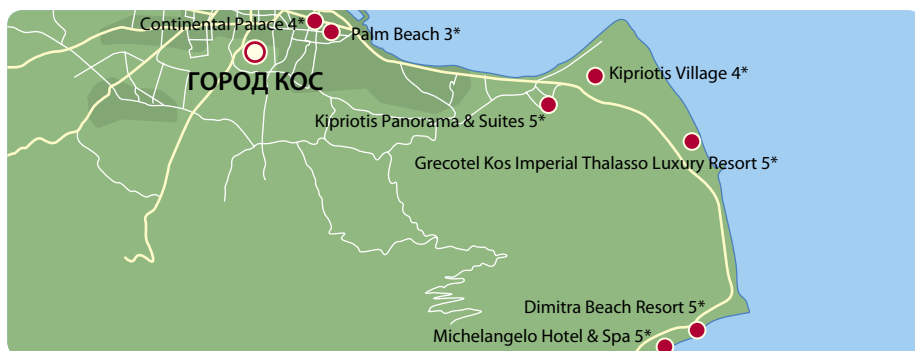 Continental Palace 4*
Palm Beach 3*
ГОРОД КОС
Kipriotis Village 4*
Kipriotis Panorama & Suites 5*
Grecotel Kos Imperial Thalasso Luxury Resort 5*
Dimitra Beach Resort 5*
Michelangelo Hotel & Spa 5*